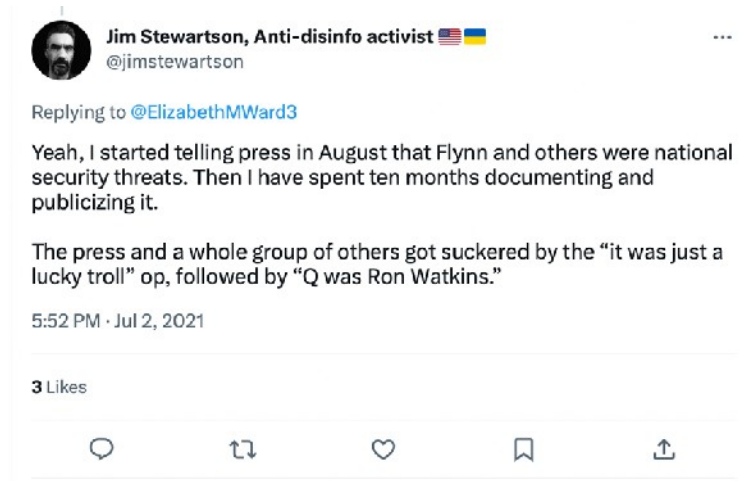 Jim Stewartson, Anti-disinfo activist 🇺🇸🇺🇦
@jimstewartson
Replying to @ElizabethMWard3
Yeah, I started telling press in August that Flynn and others were national
security threats. Then I have spent ten months documenting and
publicizing it.
The press and a whole group of others got suckered by the “it was just a
lucky troll” op, followed by “Q was Ron Watkins.”
5:52 PM · Jul 2, 2021
3 Likes